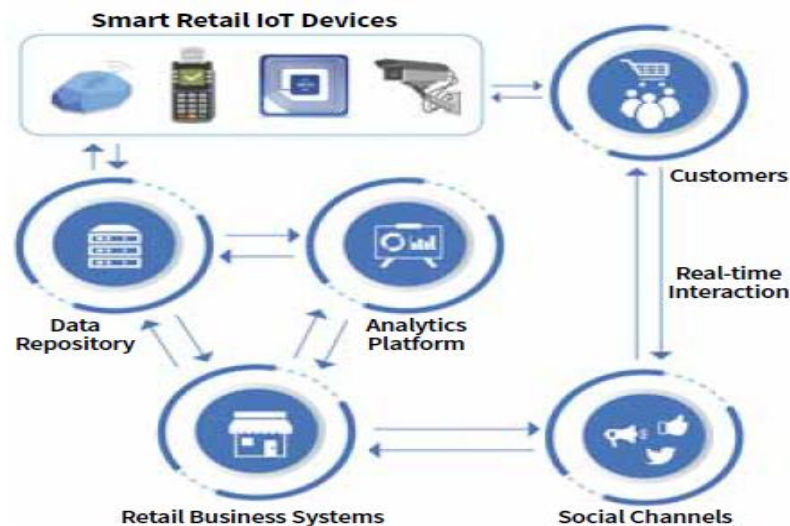 Smart Retail IoT Devices
Customers
Real-time
Interaction
Data
Repository
Analytics
Platform
Retail Business Systems
Social Channels